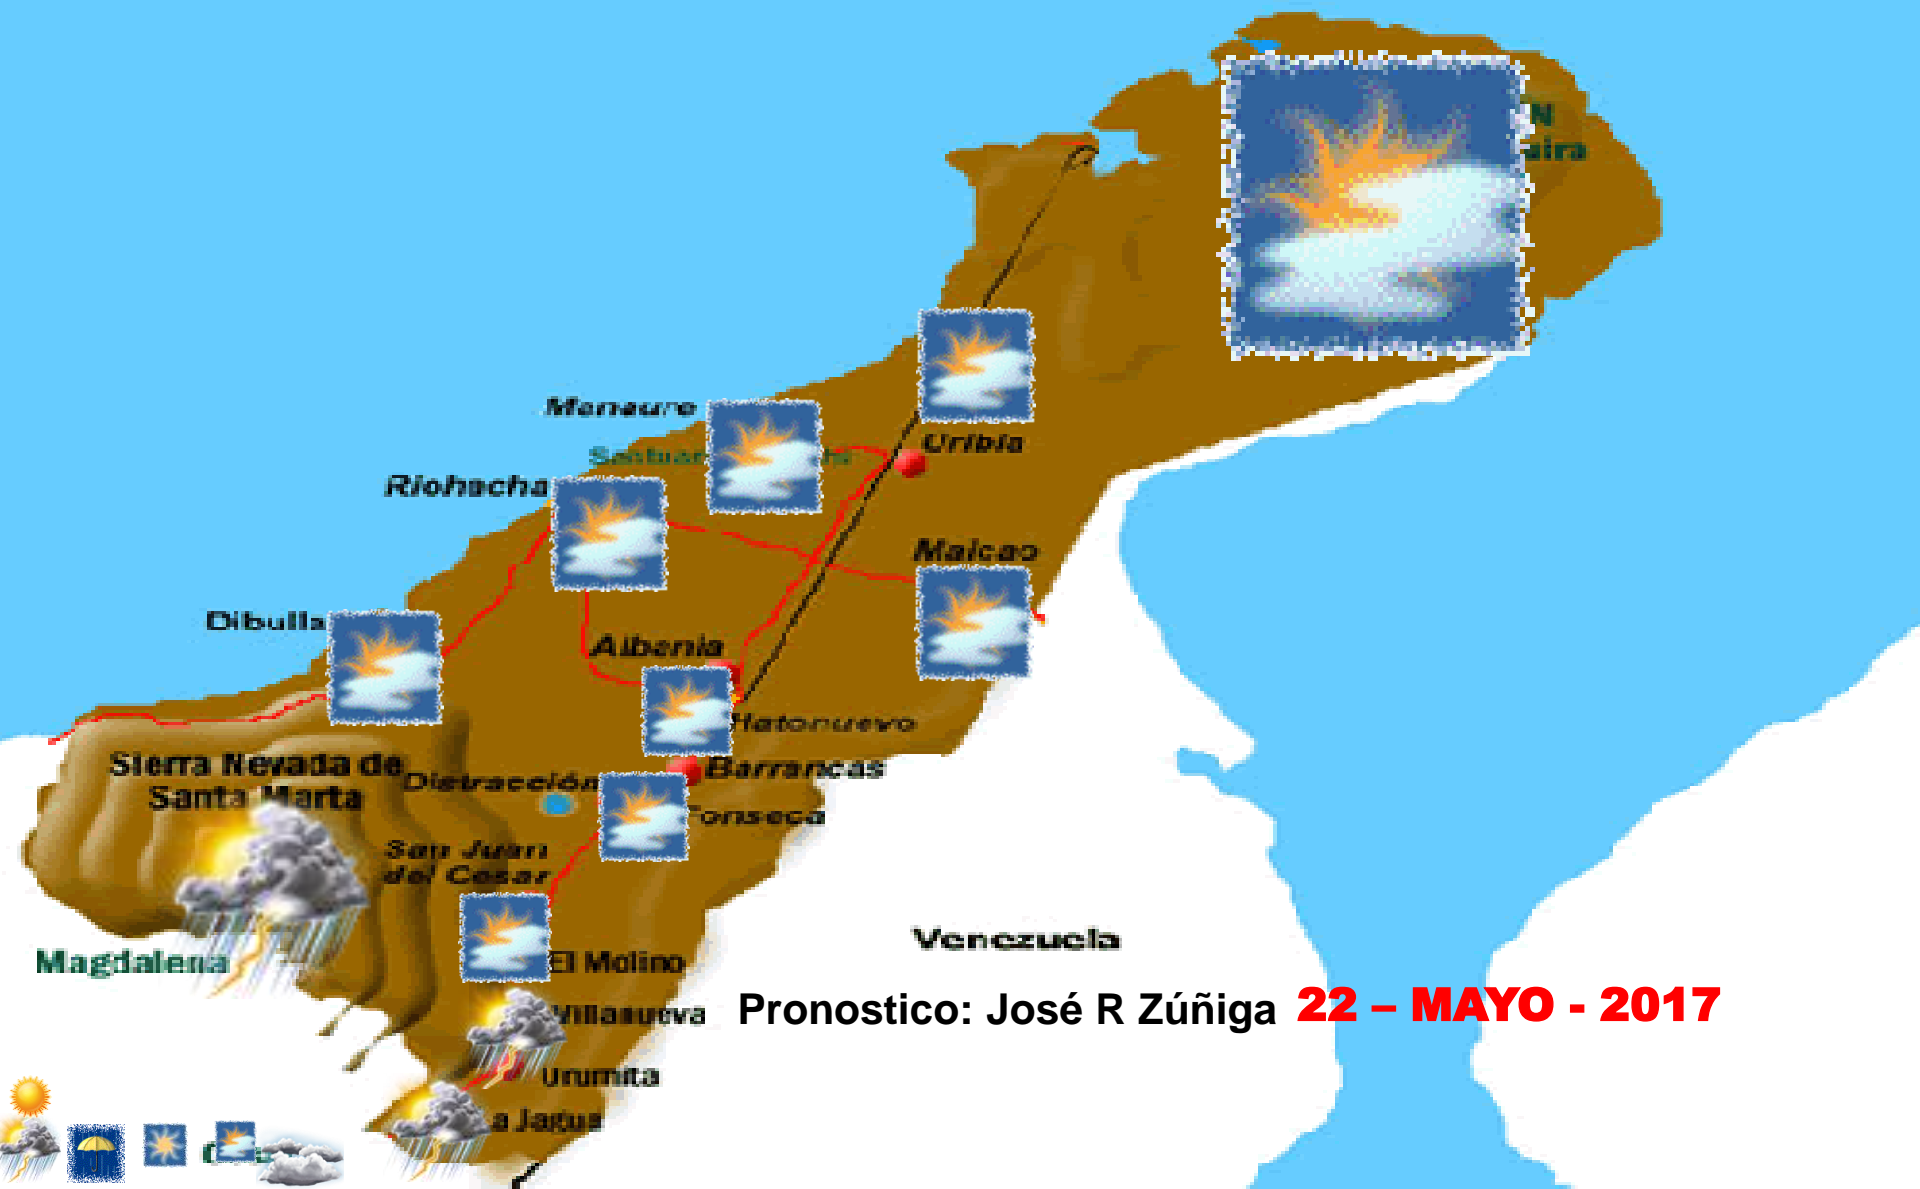 Manaure
Uribia
Riohacha
Maicao
Dibulla
Albania
Hatonuevo
Sierra Nevada de
Santa Marta
Distracción
Barrancas
Fonseca
San Juan
del Cesar
Venezuela
Magdalena
El Molino
Villanueva
Pronostico: José R Zúñiga 22 – MAYO - 2017
Urumita
a Jagua